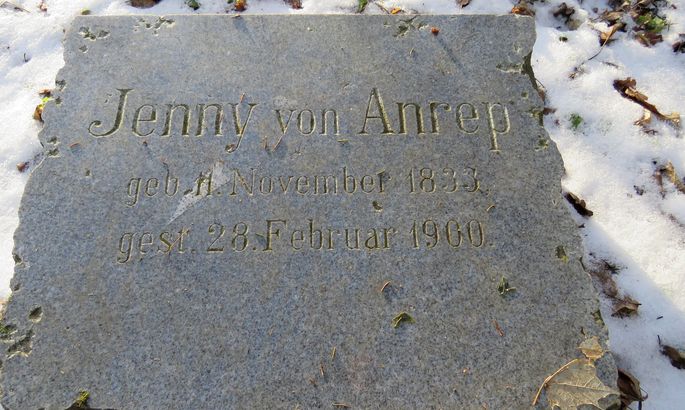 Jenny von Anrep
geb. 11. November 1833.
gest. 28. Februar 1900.